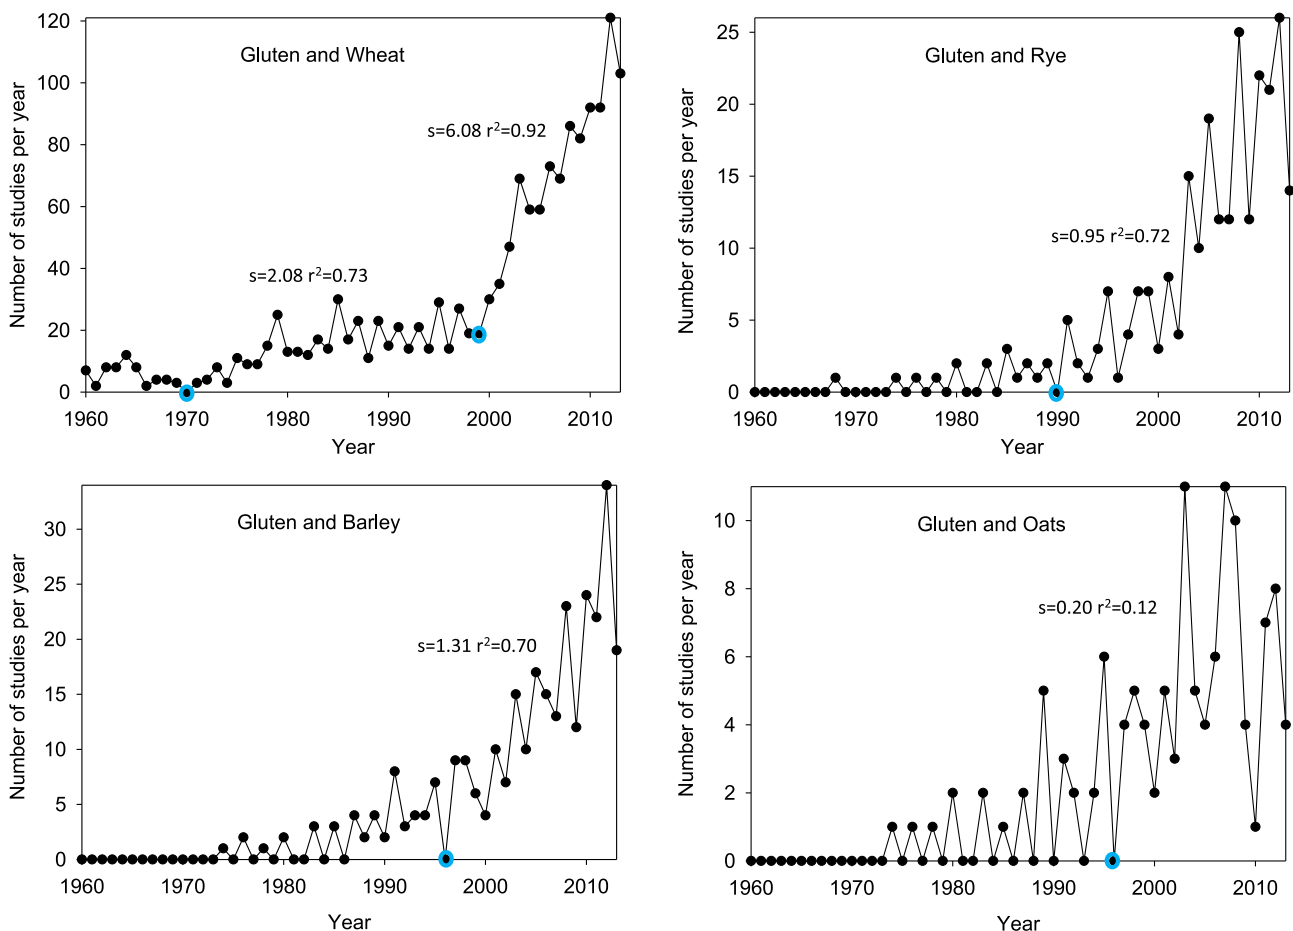 Gluten and Wheat
Number of studies per year
120
100
80
60
40
20
0
s=6.08 r²=0.92
s=2.08 r²=0.73
1960 1970 1980 1990 2000 2010
Year
Gluten and Rye
Number of studies per year
25
20
15
10
5
0
s=0.95 r²=0.72
1960 1970 1980 1990 2000 2010
Year
Gluten and Barley
Number of studies per year
30
25
20
15
10
5
0
s=1.31 r²=0.70
1960 1970 1980 1990 2000 2010
Year
Gluten and Oats
Number of studies per year
10
8
6
4
2
0
s=0.20 r²=0.12
1960 1970 1980 1990 2000 2010
Year